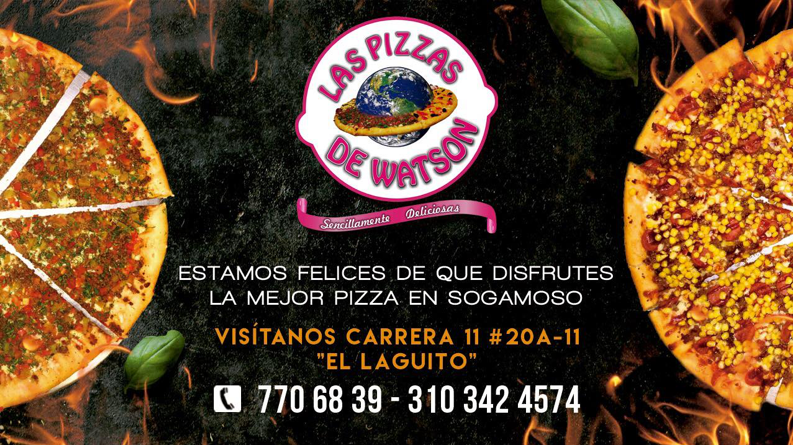 LAS PIZZAS
DE WATSON
Sencillamente Deliciosas
ESTAMOS FELICES DE QUE DISFRUTES
LA MEJOR PIZZA EN SOGAMOSO
VISÍTANOS CARRERA 11 #20A-11
"EL LAGUITO"
770 68 39 - 310 342 4574